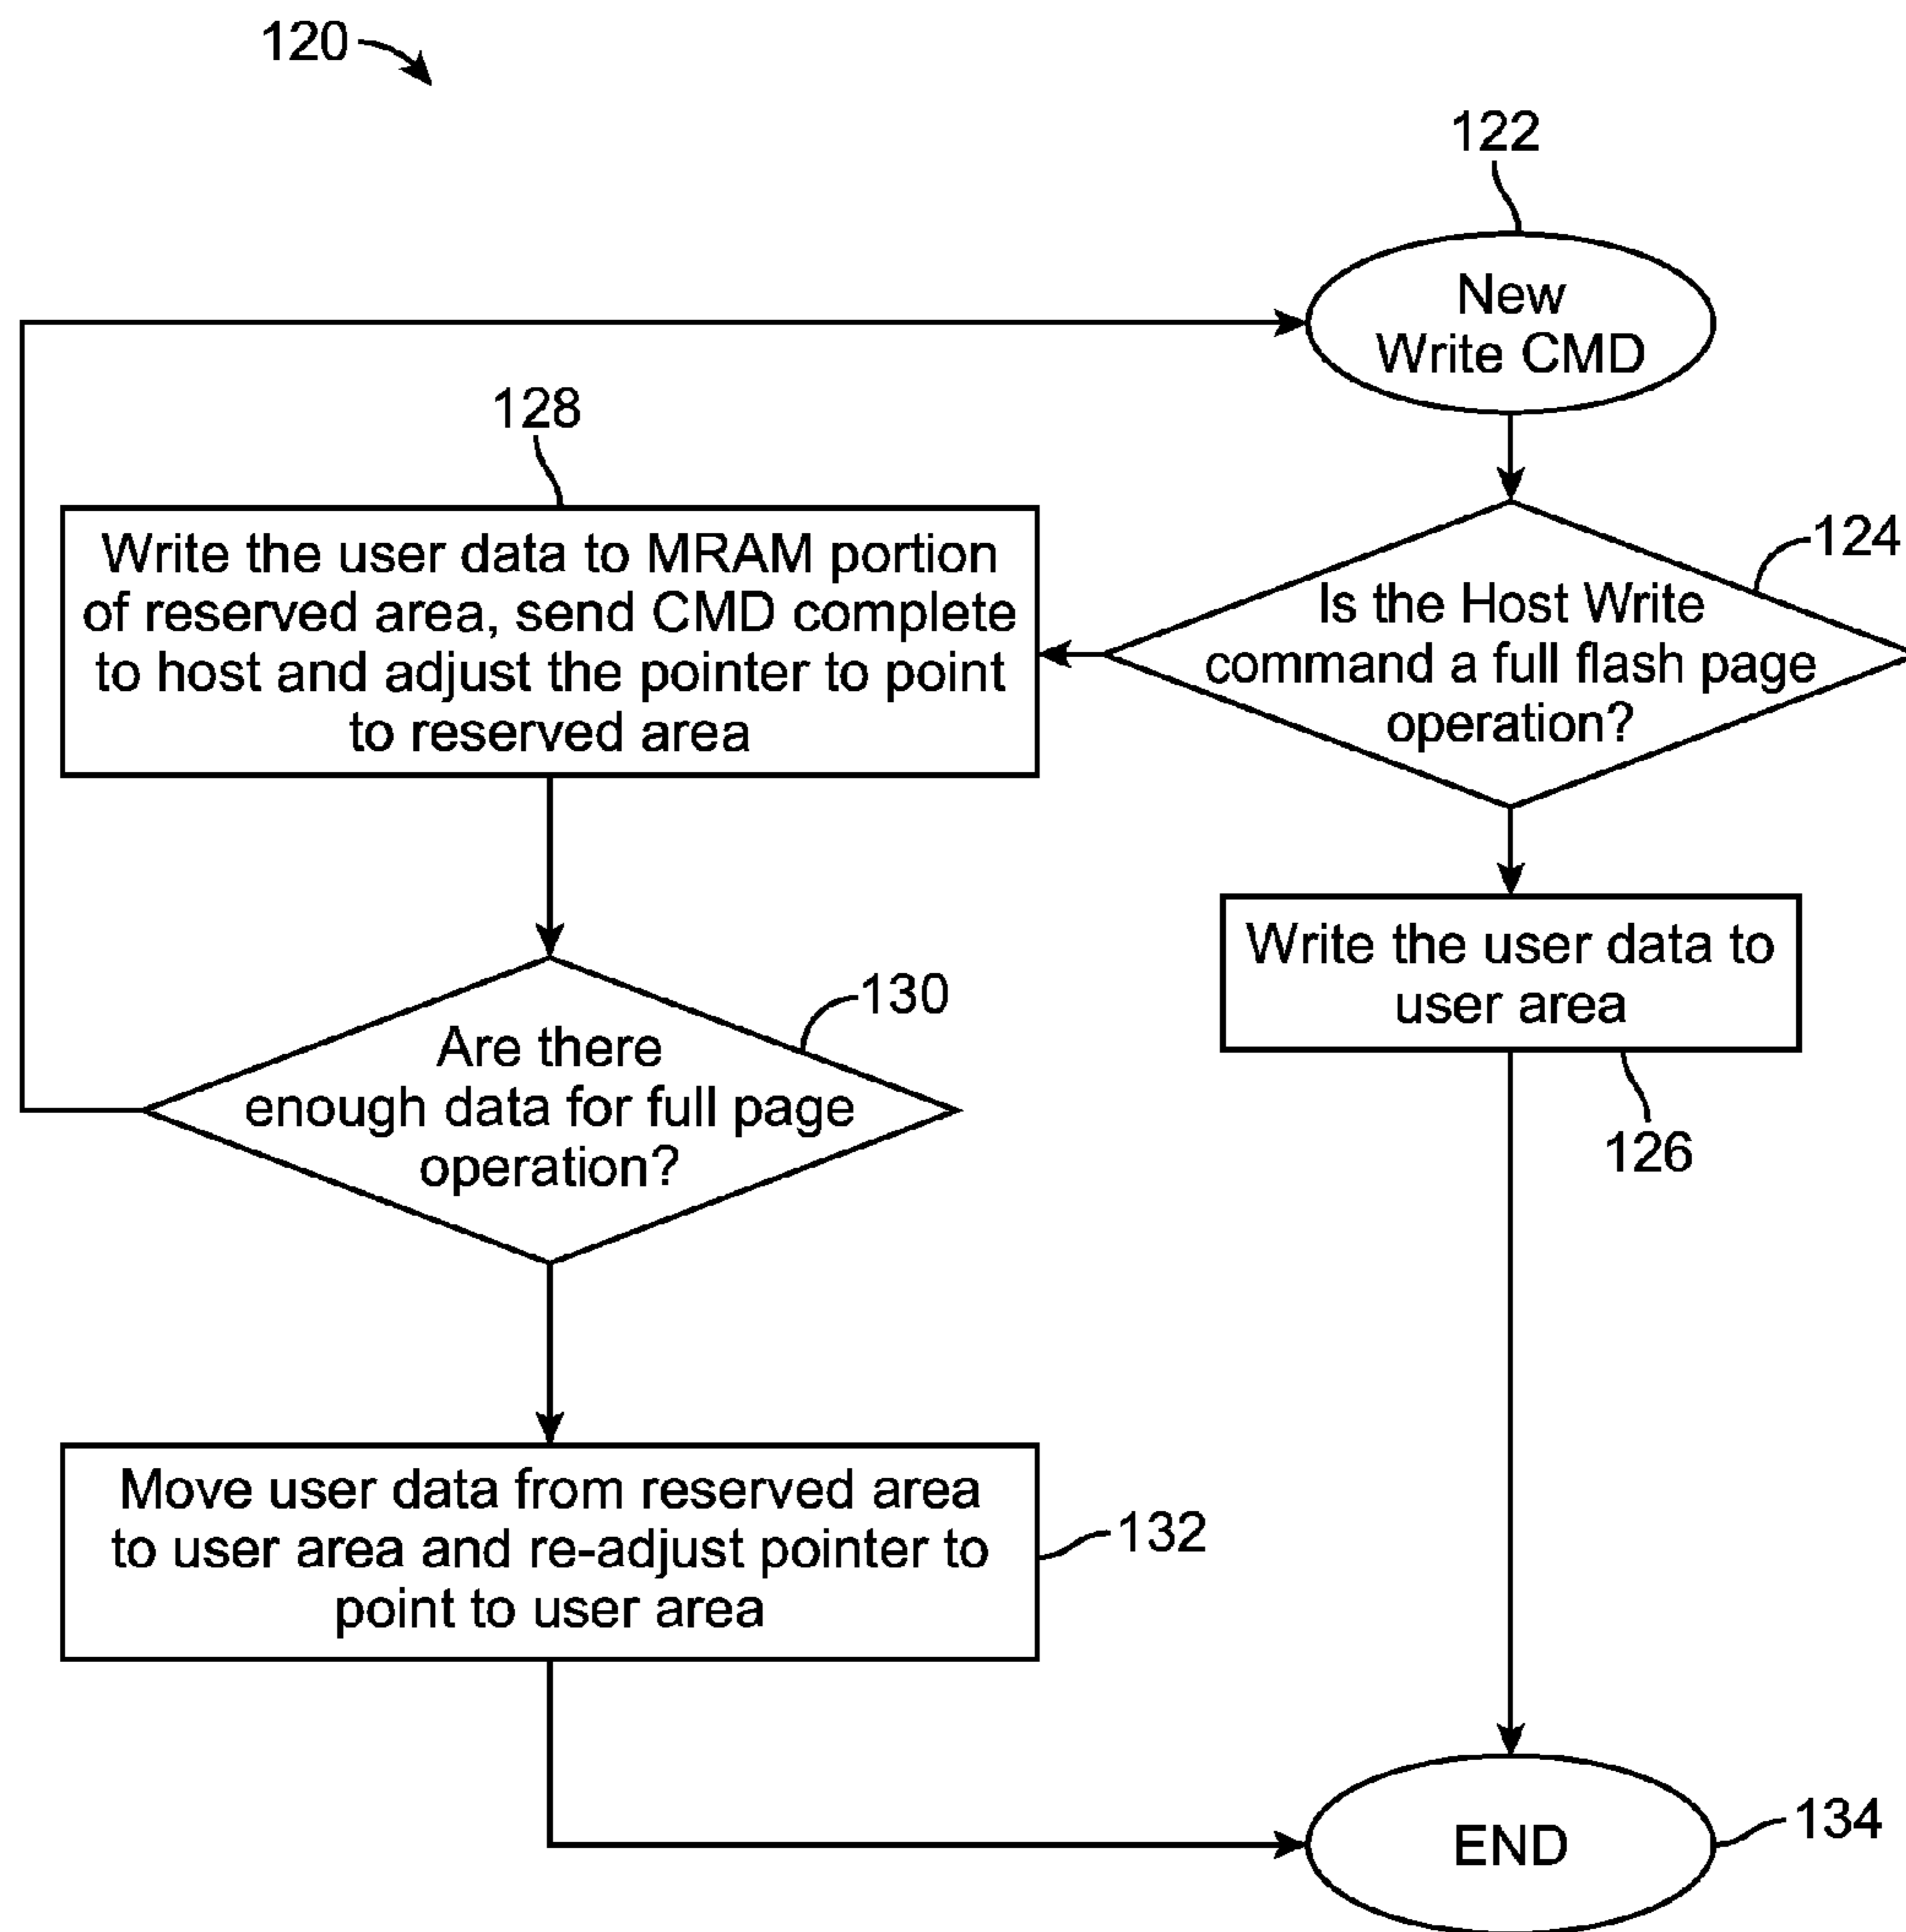 120
122
New
Write CMD
128
124
Write the user data to MRAM portion
of reserved area, send CMD complete
to host and adjust the pointer to point
to reserved area
Is the Host Write
command a full flash page
operation?
Write the user data to
user area
126
130
Are there
enough data for full page
operation?
Move user data from reserved area
to user area and re-adjust pointer to
point to user area
132
END
134